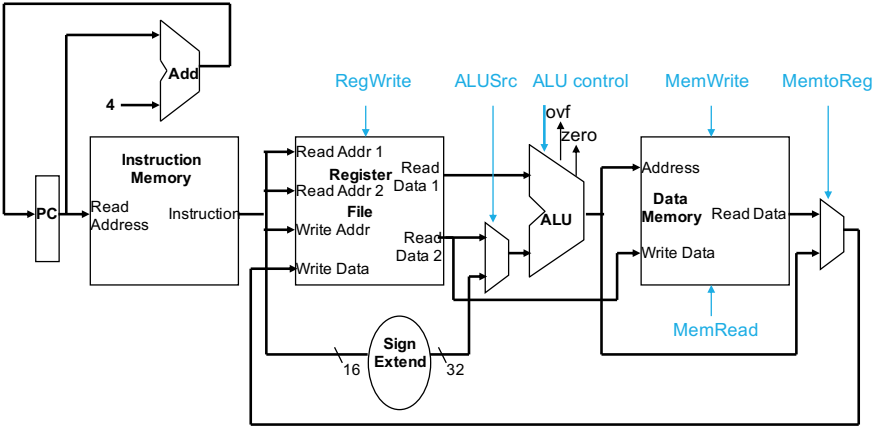 Add
4
RegWrite
ALUSrc
ALU control
MemWrite
MemtoReg
ovf
zero
Instruction
Memory
Read
Address
Instruction
PC
Read Addr 1
Register
Read Addr 2
File
Write Addr
Write Data
Read
Data 1
Read
Data 2
ALU
Address
Data
Memory
Read Data
Write Data
MemRead
Sign
Extend
16
32